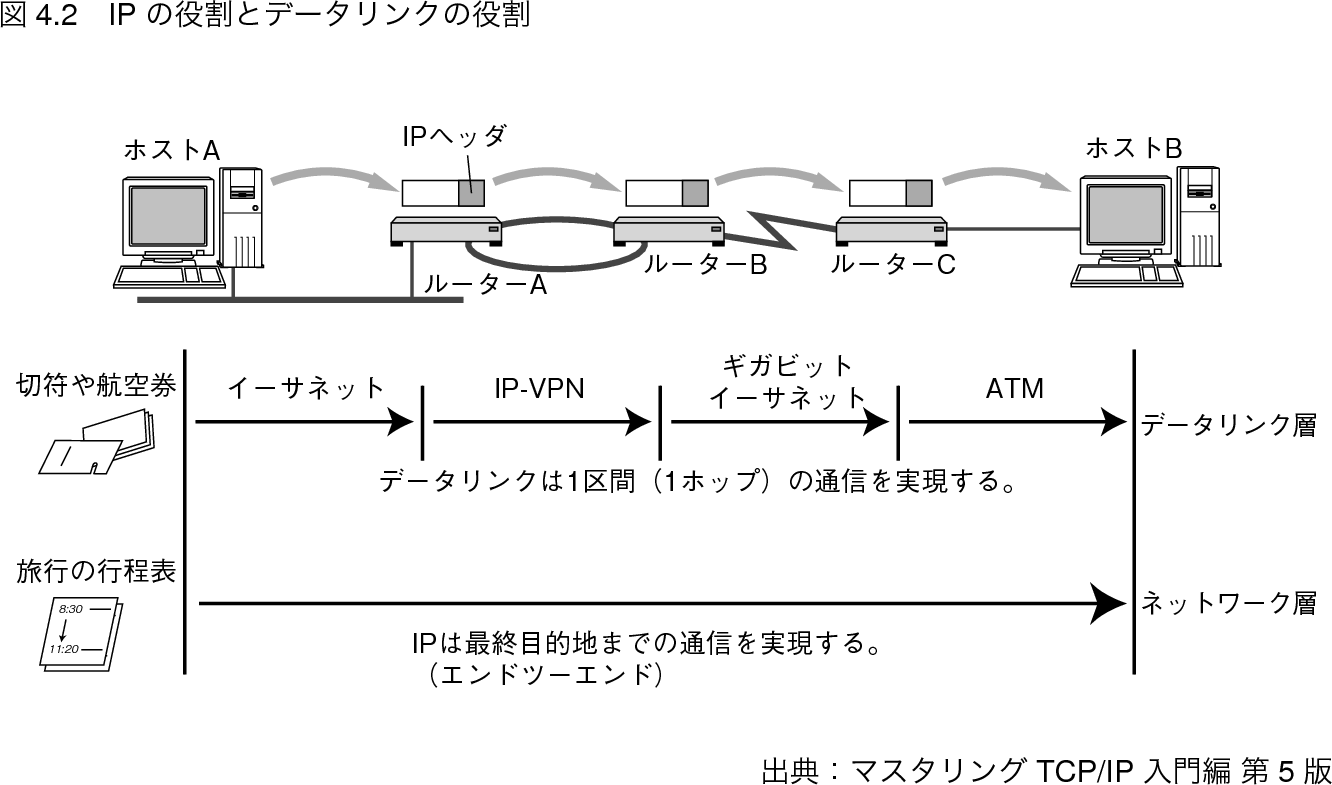 図 4.2　IP の役割とデータリンクの役割
IPヘッダ
ホストA
ホストB
ルーターA
ルーターB
ルーターC
切符や航空券
イーサネット
IP-VPN
ギガビット
イーサネット
ATM
データリンク層
データリンクは1区間（1ホップ）の通信を実現する。
旅行の行程表
8:30
11:20
ネットワーク層
IPは最終目的地までの通信を実現する。
（エンドツーエンド）
出典：マスタリング TCP/IP 入門編 第 5 版